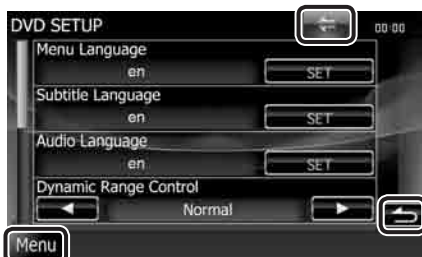 DVD SETUP
00:00
Menu Language
en
SET
Subtitle Language
en
SET
Audio Language
en
SET
Dynamic Range Control
Normal
Menu